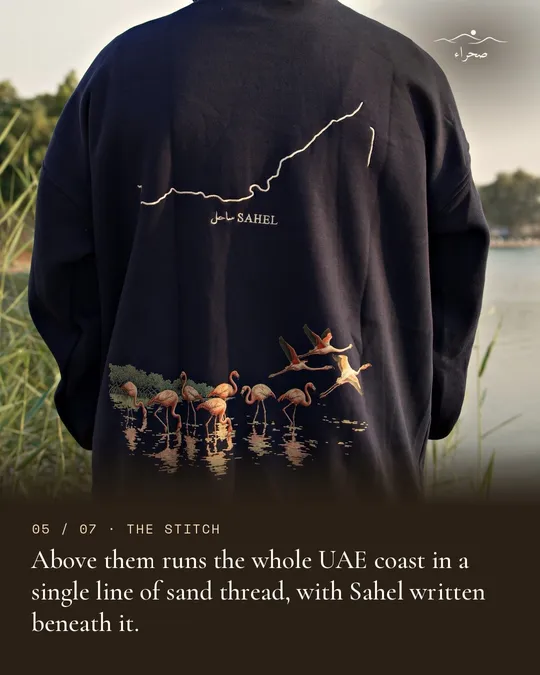 صحراء
ساحل SAHEL
05 / 07 · THE STITCH
Above them runs the whole UAE coast in a
single line of sand thread, with Sahel written
beneath it.